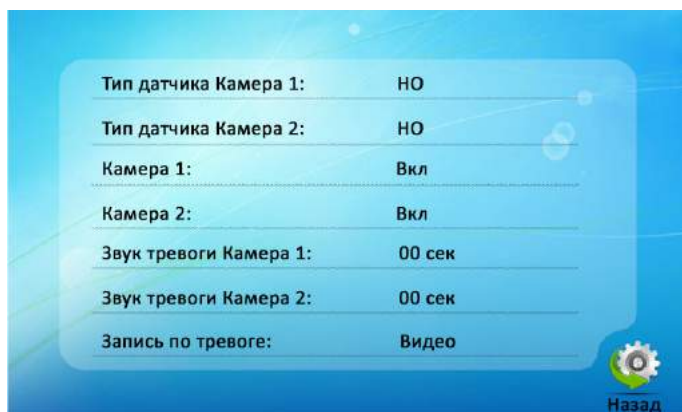 Тип датчика Камера 1: НО
Тип датчика Камера 2: НО
Камера 1: Вкл
Камера 2: Вкл
Звук тревоги Камера 1: 00 сек
Звук тревоги Камера 2: 00 сек
Запись по тревоге: Видео
Назад